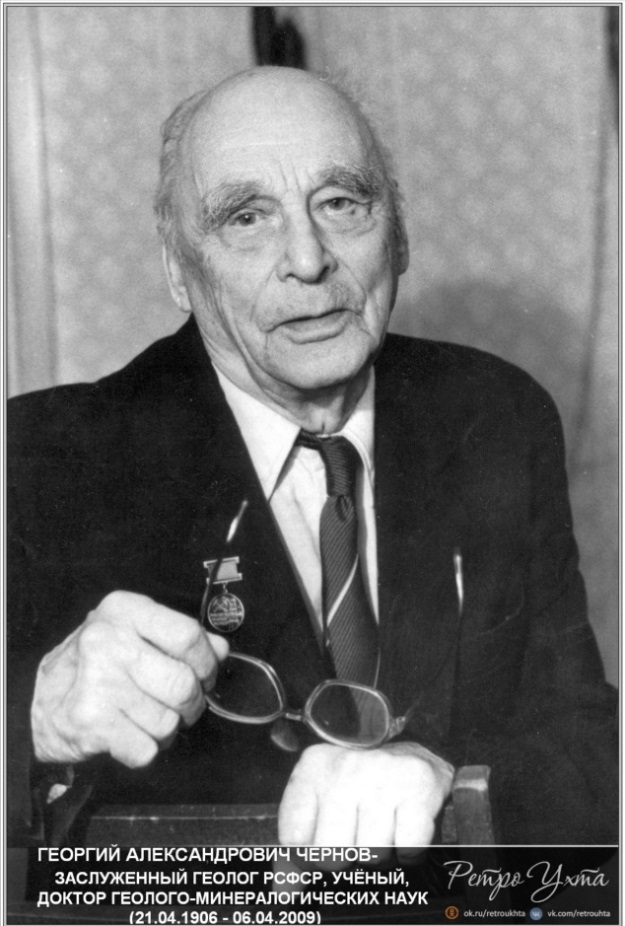 ГЕОРГИЙ АЛЕКСАНДРОВИЧ ЧЕРНОВ-
ЗАСЛУЖЕННЫЙ ГЕОЛОГ РСФСР, УЧЁНЫЙ,
ДОКТОР ГЕОЛОГО-МИНЕРАЛОГИЧЕСКИХ НАУК
(21.04.1906 - 06.04.2009)
Ретро Ухта
ok.ru/retroukhta vk.com/retrouhta